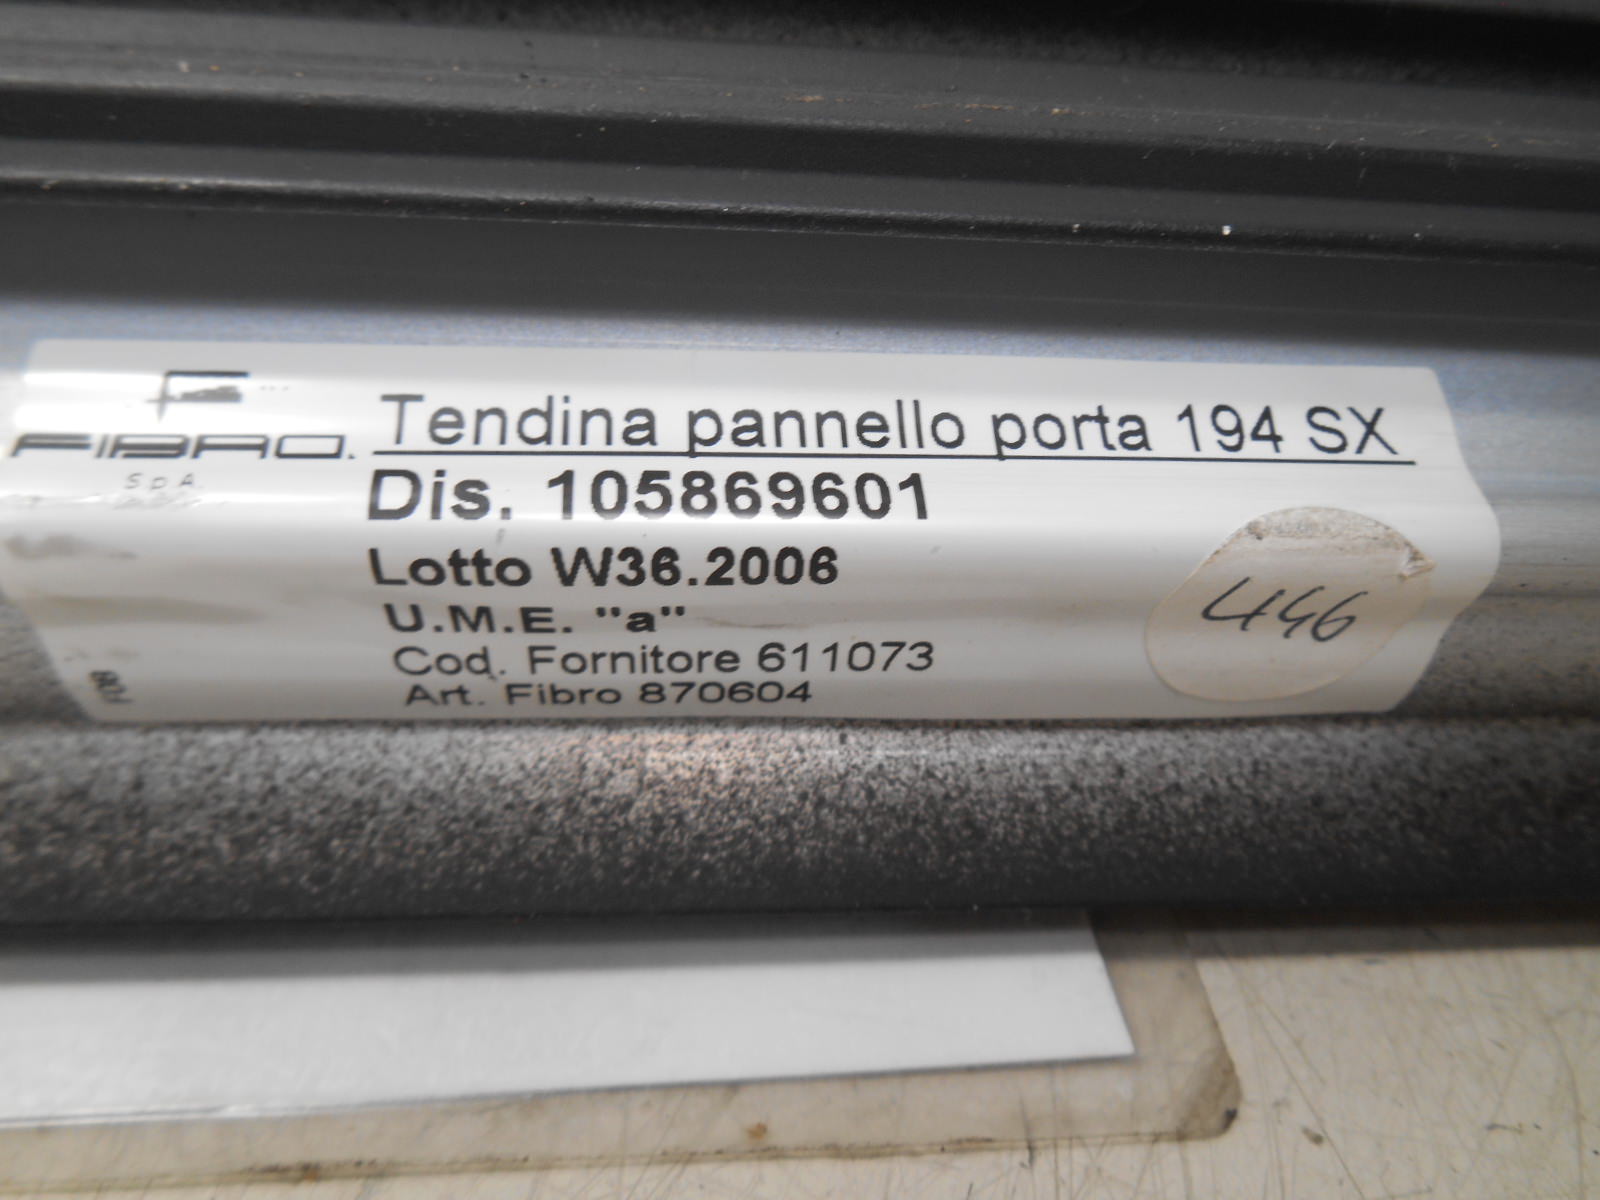 FIBRO.
S.p.A.
Tendina pannello porta 194 SX
Dis. 105869601
Lotto W36.2006
U.M.E. "a"
Cod. Fornitore 611073
Art. Fibro 870604
446